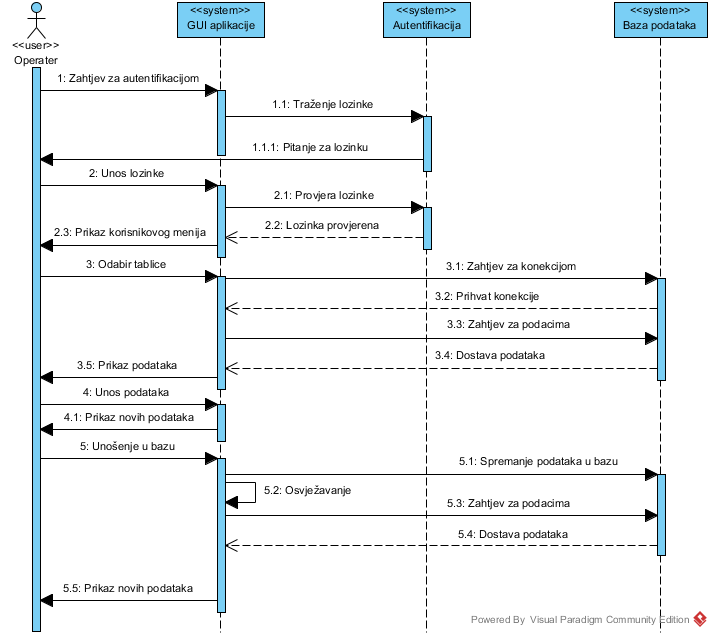 <<system>>
<<system>>
<<system>>
GUI aplikacije
Autentifikacija
Baza podataka
<<user>>
Operater
1: Zahtjev za autentifikacijom
1.1: Traženje lozinke
1.1.1: Pitanje za lozinku
2: Unos lozinke
2.1: Provjera lozinke
2.2: Lozinka provjerena
2.3: Prikaz korisnikovog menija
3: Odabir tablice
3.1: Zahtjev za konekcijom
3.2: Prihvat konekcije
3.3: Zahtjev za podacima
3.4: Dostava podataka
3.5: Prikaz podataka
4: Unos podataka
4.1: Prikaz novih podataka
5: Unošenje u bazu
5.1: Spremanje podataka u bazu
5.2: Osvježavanje
5.3: Zahtjev za podacima
5.4: Dostava podataka
5.5: Prikaz novih podataka
Powered By Visual Paradigm Community Edition